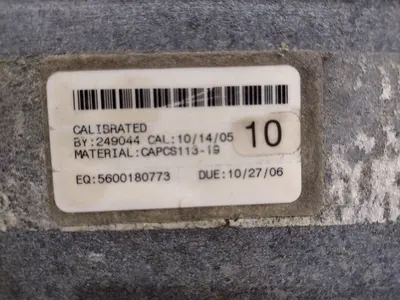 CALIBRATED
BY:249044 CAL:10/14/05 10
MATERIAL:CAPCS113-19
EQ:5600180773 DUE:10/27/06